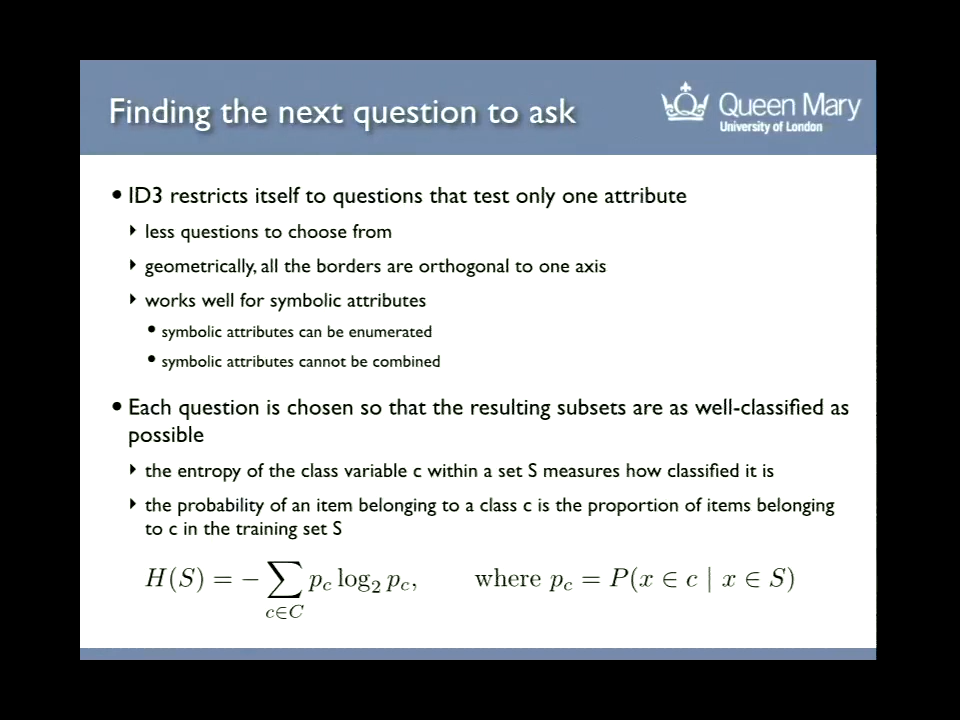 Finding the next question to ask
Queen Mary
University of London
• ID3 restricts itself to questions that test only one attribute
‣ less questions to choose from
‣ geometrically, all the borders are orthogonal to one axis
‣ works well for symbolic attributes
• symbolic attributes can be enumerated
• symbolic attributes cannot be combined
• Each question is chosen so that the resulting subsets are as well-classified as
possible
‣ the entropy of the class variable c within a set S measures how classified it is
‣ the probability of an item belonging to a class c is the proportion of items belonging
to c in the training set S
H(S) = − ∑_{c∈C} p_c log₂ p_c, where p_c = P(x ∈ c | x ∈ S)